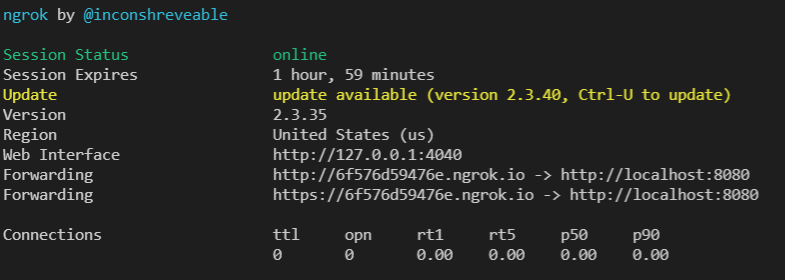 ngrok by @inconshreveable
Session Status online
Session Expires 1 hour, 59 minutes
Update update available (version 2.3.40, Ctrl-U to update)
Version 2.3.35
Region United States (us)
Web Interface http://127.0.0.1:4040
Forwarding http://6f576d59476e.ngrok.io -> http://localhost:8080
Forwarding https://6f576d59476e.ngrok.io -> http://localhost:8080
Connections ttl opn rt1 rt5 p50 p90
0 0 0.00 0.00 0.00 0.00